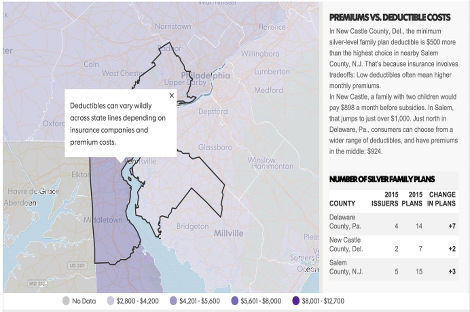 Norristown
Levittown
Willingboro
Coatesville
West Chester
Philadelphia
Upper Darby
Lumberton
Medford
Deptford
Oxford
Glassboro
Elkton
Winslow
Hammonton
Havre de Grace
Aberdeen
Middletown
Bridgeton
Millville
x
Deductibles can vary wildly
across state lines depending on
insurance companies and
premium costs.
PREMIUMS VS. DEDUCTIBLE COSTS
In New Castle County, Del., the minimum
silver-level family plan deductible is $500 more
than the highest choice in nearby Salem
County, N.J. That's because insurance involves
tradeoffs: Low deductibles often mean higher
monthly premiums.
In New Castle, a family with two children would
pay $898 a month before subsidies. In Salem,
that jumps to just over $1,000. Just north in
Delaware, Pa., consumers can choose from a
wider range of deductibles, and have premiums
in the middle: $924.
NUMBER OF SILVER FAMILY PLANS
COUNTY 2015 ISSUERS 2015 PLANS CHANGE IN PLANS
Delaware County, Pa. 4 14 +7
New Castle County, Del. 2 7 +2
Salem County, N.J. 5 15 +3
No Data $2,800 - $4,200 $4,201 - $5,600 $5,601 - $8,000 $8,001 - $12,700